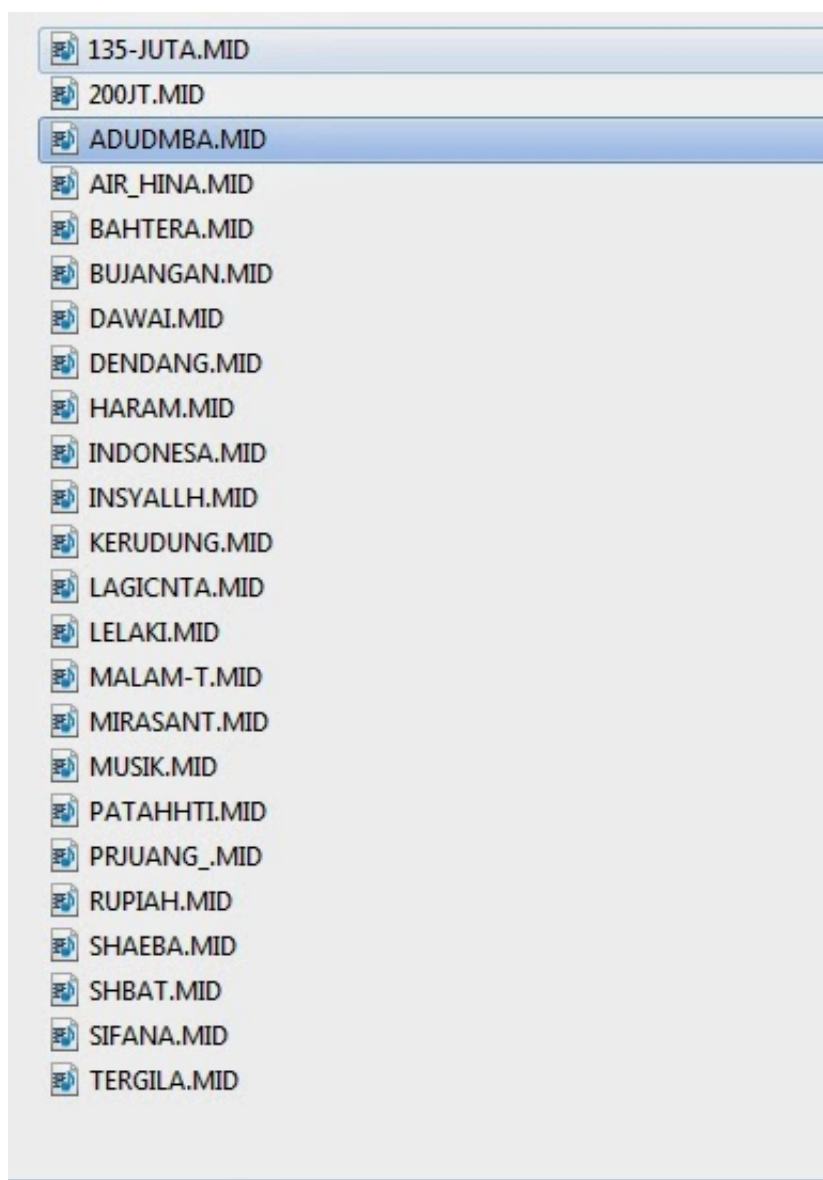 135-JUTA.MID
200JT.MID
ADUDMBA.MID
AIR_HINA.MID
BAHTERA.MID
BUJANGAN.MID
DAWAI.MID
DENDANG.MID
HARAM.MID
INDONESA.MID
INSYALLH.MID
KERUDUNG.MID
LAGICNTA.MID
LELAKI.MID
MALAM-T.MID
MIRASANT.MID
MUSIK.MID
PATAHHTI.MID
PRJUANG_.MID
RUPIAH.MID
SHAEBA.MID
SHBAT.MID
SIFANA.MID
TERGILA.MID